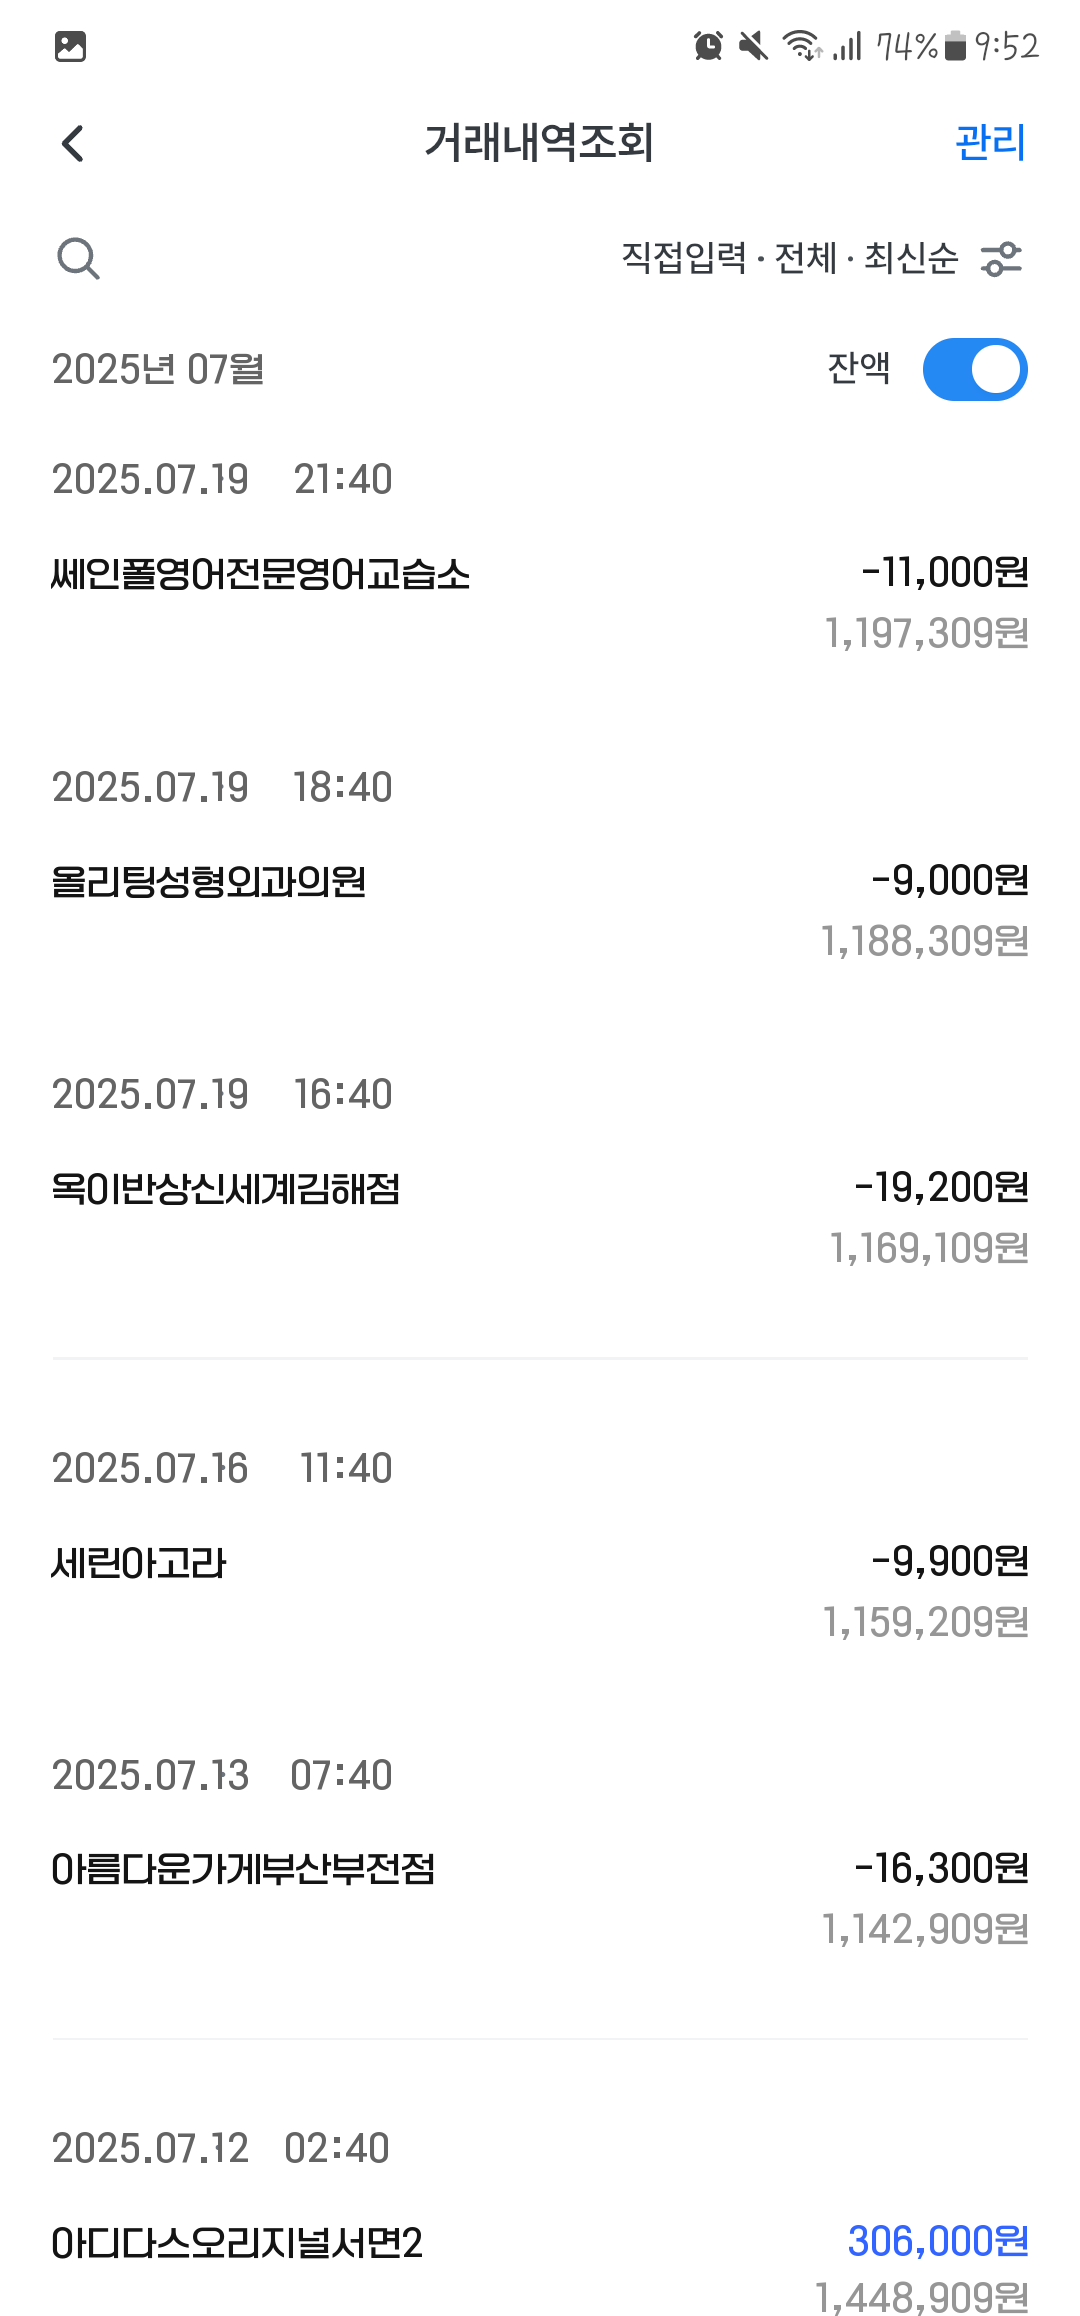 74% 9:52
거래내역조회 관리
직접입력 · 전체 · 최신순
2025년 07월 잔액
2025.07.19 21:40
쎄인폴영어전문영어교습소 -11,000원
1,197,309원
2025.07.19 18:40
올리팅성형외과의원 -9,000원
1,188,309원
2025.07.19 16:40
옥이반상신세계김해점 -19,200원
1,169,109원
2025.07.16 11:40
세린아고라 -9,900원
1,159,209원
2025.07.13 07:40
아름다운가게부산부전점 -16,300원
1,142,909원
2025.07.12 02:40
아디다스오리지널서면2 306,000원
1,448,909원